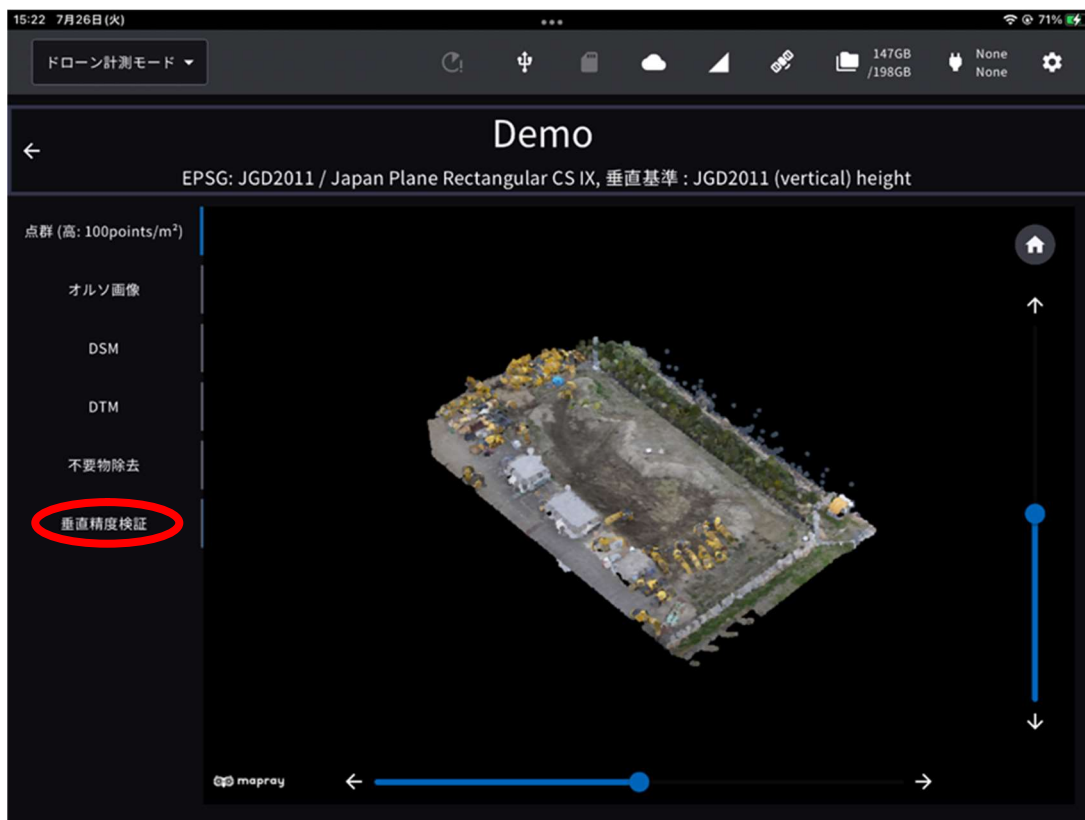 15:22 7月26日(火)
71%
ドローン計測モード
147GB
/198GB
None
None
Demo
EPSG: JGD2011 / Japan Plane Rectangular CS IX, 垂直基準 : JGD2011 (vertical) height
点群 (高: 100points/m²)
オルソ画像
DSM
DTM
不要物除去
垂直精度検証
mapray